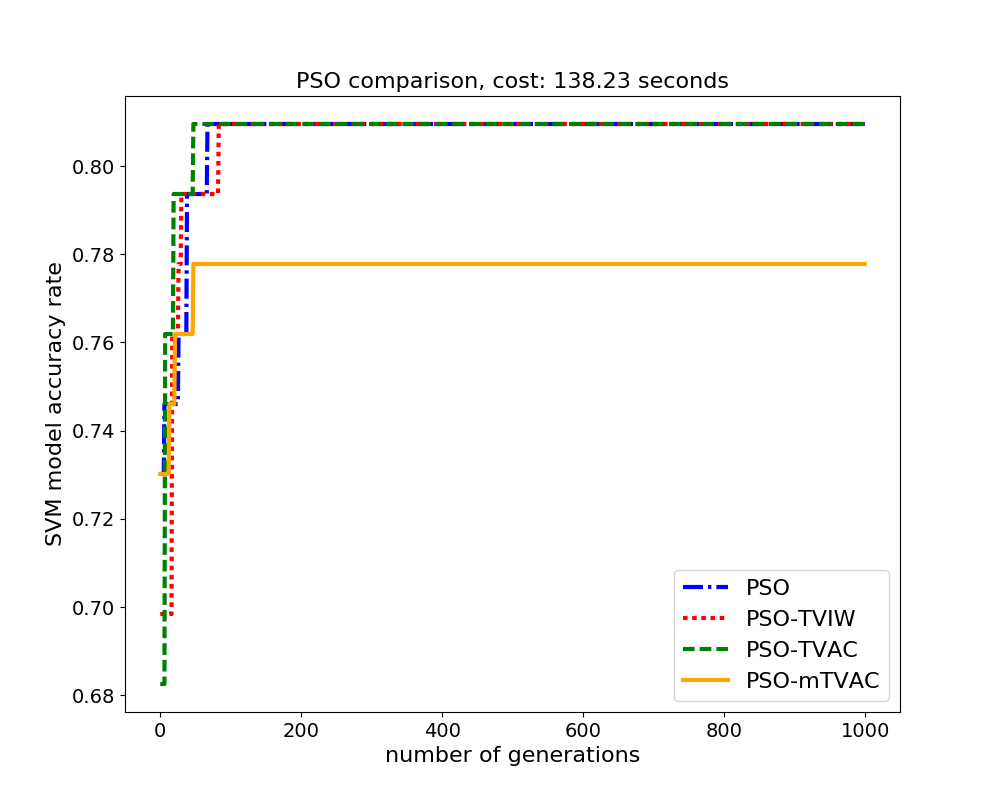 PSO comparison, cost: 138.23 seconds
SVM model accuracy rate
0.80
0.78
0.76
0.74
0.72
0.70
0.68
0 200 400 600 800 1000
number of generations
PSO
PSO-TVIW
PSO-TVAC
PSO-mTVAC